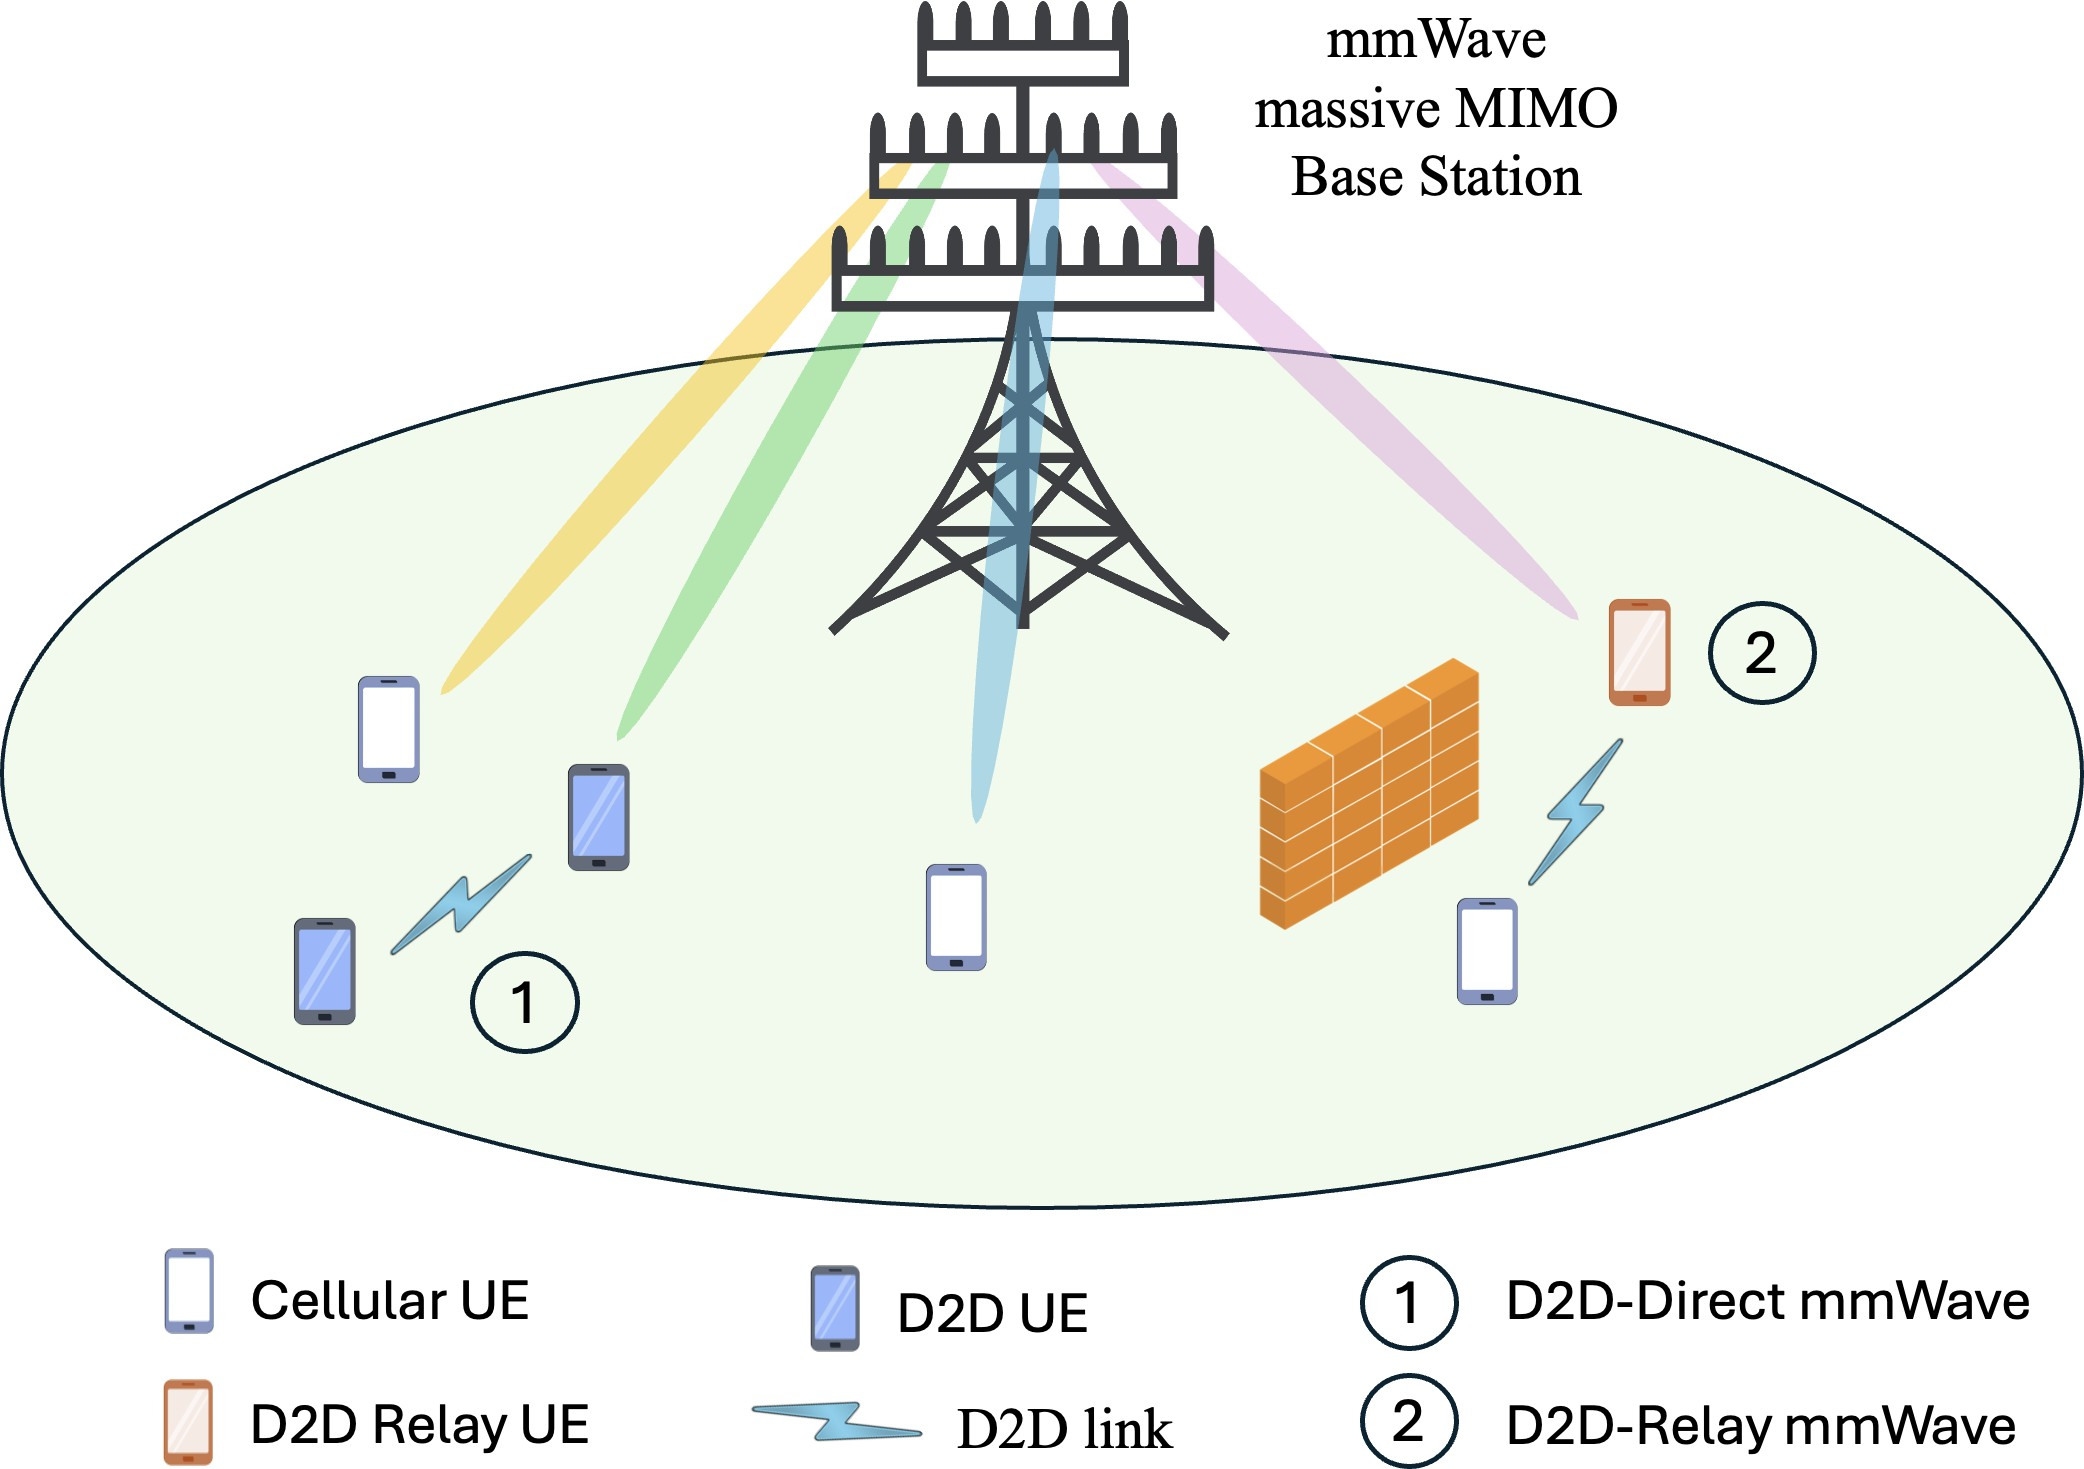 mmWave
massive MIMO
Base Station
2
1
Cellular UE
D2D UE
1 D2D-Direct mmWave
D2D Relay UE
D2D link
2 D2D-Relay mmWave